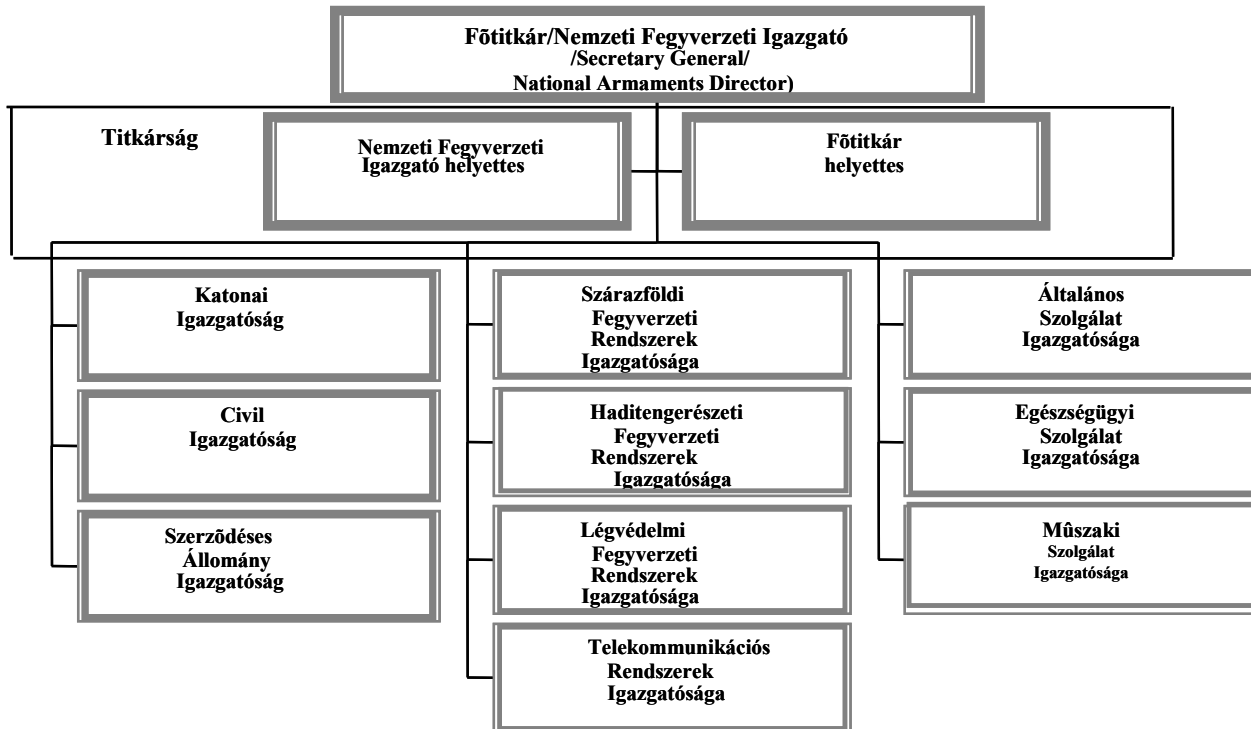 Fõtitkár/Nemzeti Fegyverzeti Igazgató
/Secretary General/
National Armaments Director)
Titkárság
Nemzeti Fegyverzeti
Igazgató helyettes
Fõtitkár
helyettes
Katonai
Igazgatóság
Civil
Igazgatóság
Szerzõdéses
Állomány
Igazgatóság
Szárazföldi
Fegyverzeti
Rendszerek
Igazgatósága
Haditengerészeti
Fegyverzeti
Rendszerek
Igazgatósága
Légvédelmi
Fegyverzeti
Rendszerek
Igazgatósága
Telekommunikációs
Rendszerek
Igazgatósága
Általános
Szolgálat
Igazgatósága
Egészségügyi
Szolgálat
Igazgatósága
Mûszaki
Szolgálat
Igazgatósága